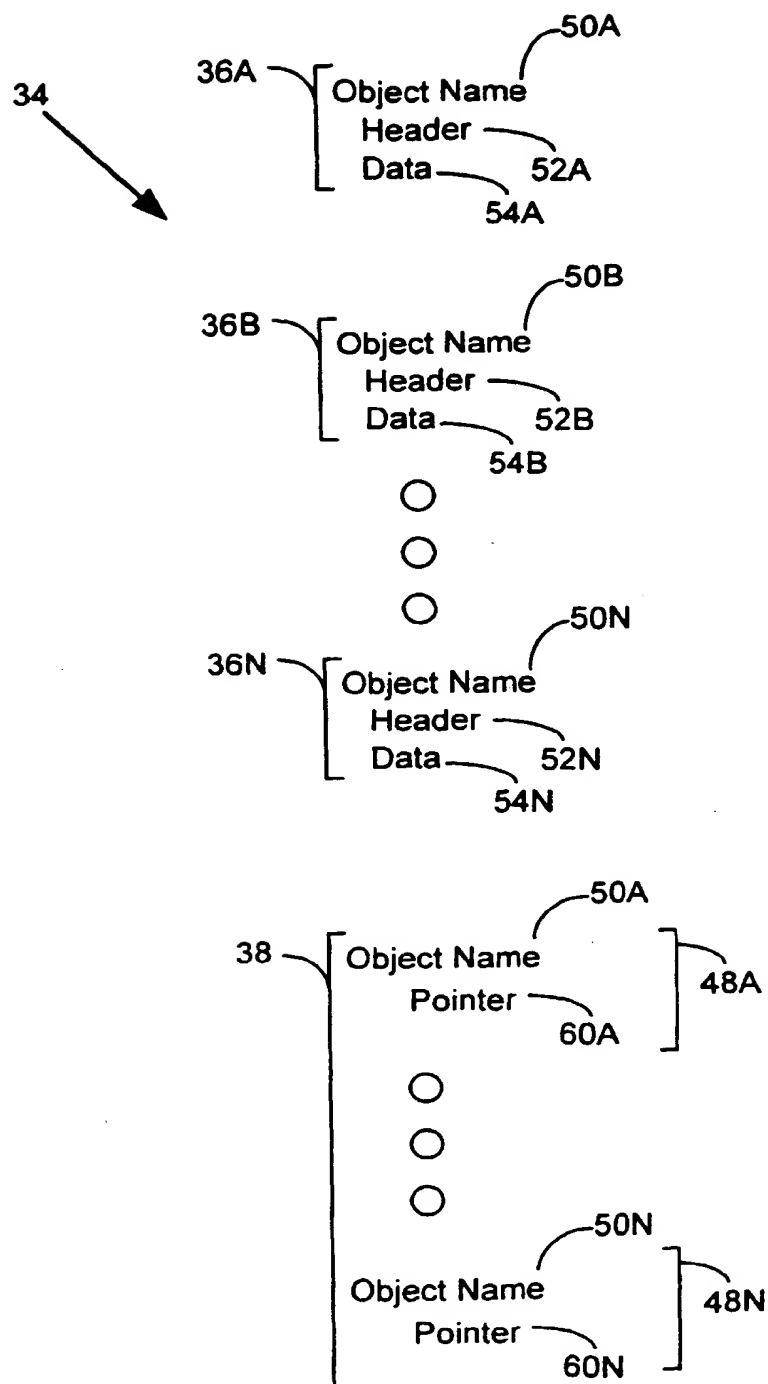 50A
36A
34
Object Name
Header
52A
Data
54A
50B
36B
Object Name
Header
52B
Data
54B
50N
36N
Object Name
Header
52N
Data
54N
50A
38
Object Name
48A
Pointer
60A
50N
Object Name
48N
Pointer
60N